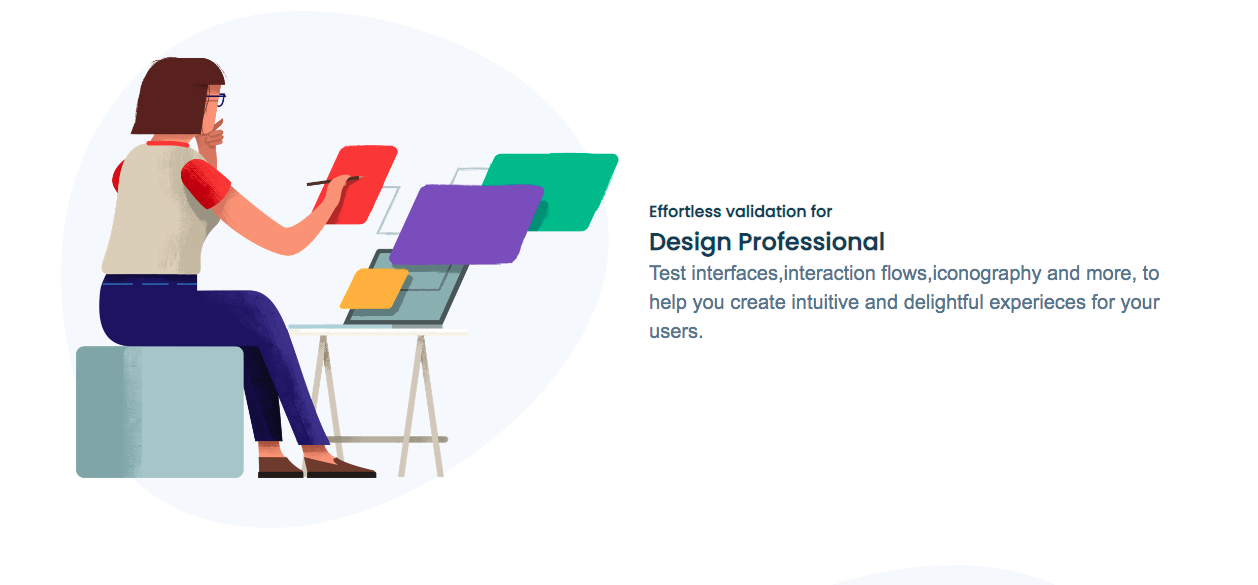 Effortless validation for
Design Professional
Test interfaces,interaction flows,iconography and more, to
help you create intuitive and delightful experieces for your
users.